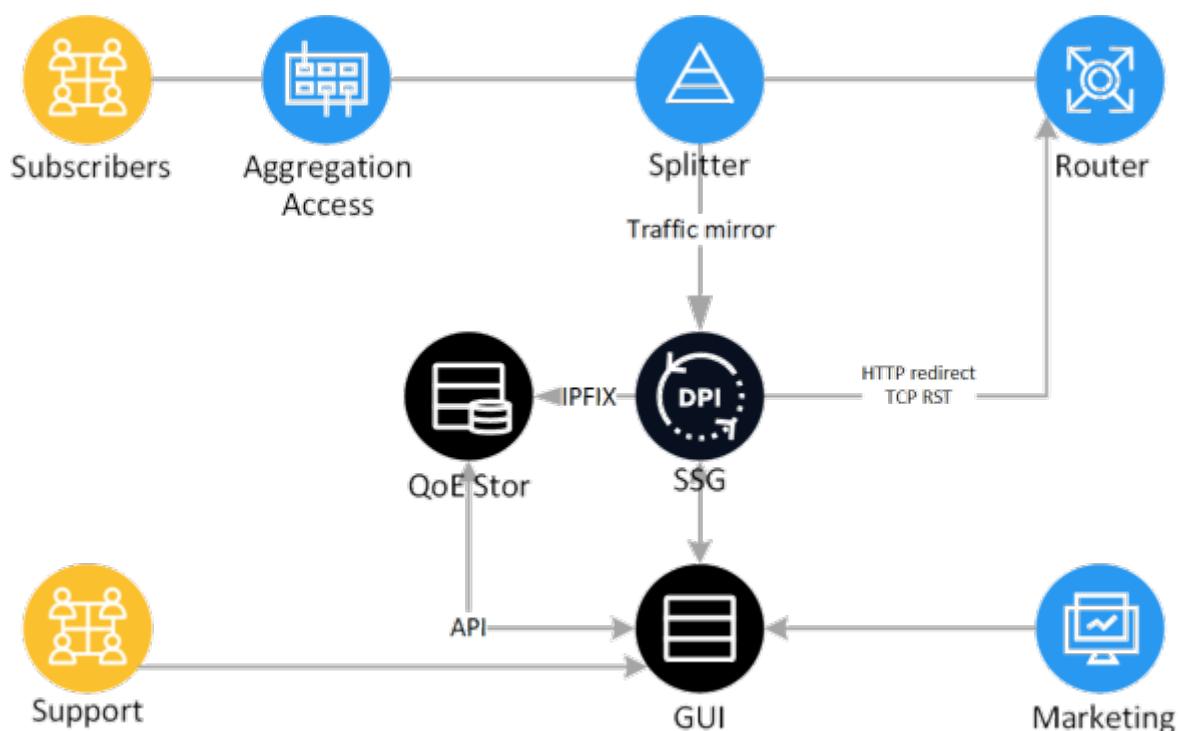 Subscribers
Aggregation
Access
Splitter
Router
Traffic mirror
QoE Stor
IPFIX
DPI
SSG
HTTP redirect
TCP RST
API
Support
GUI
Marketing